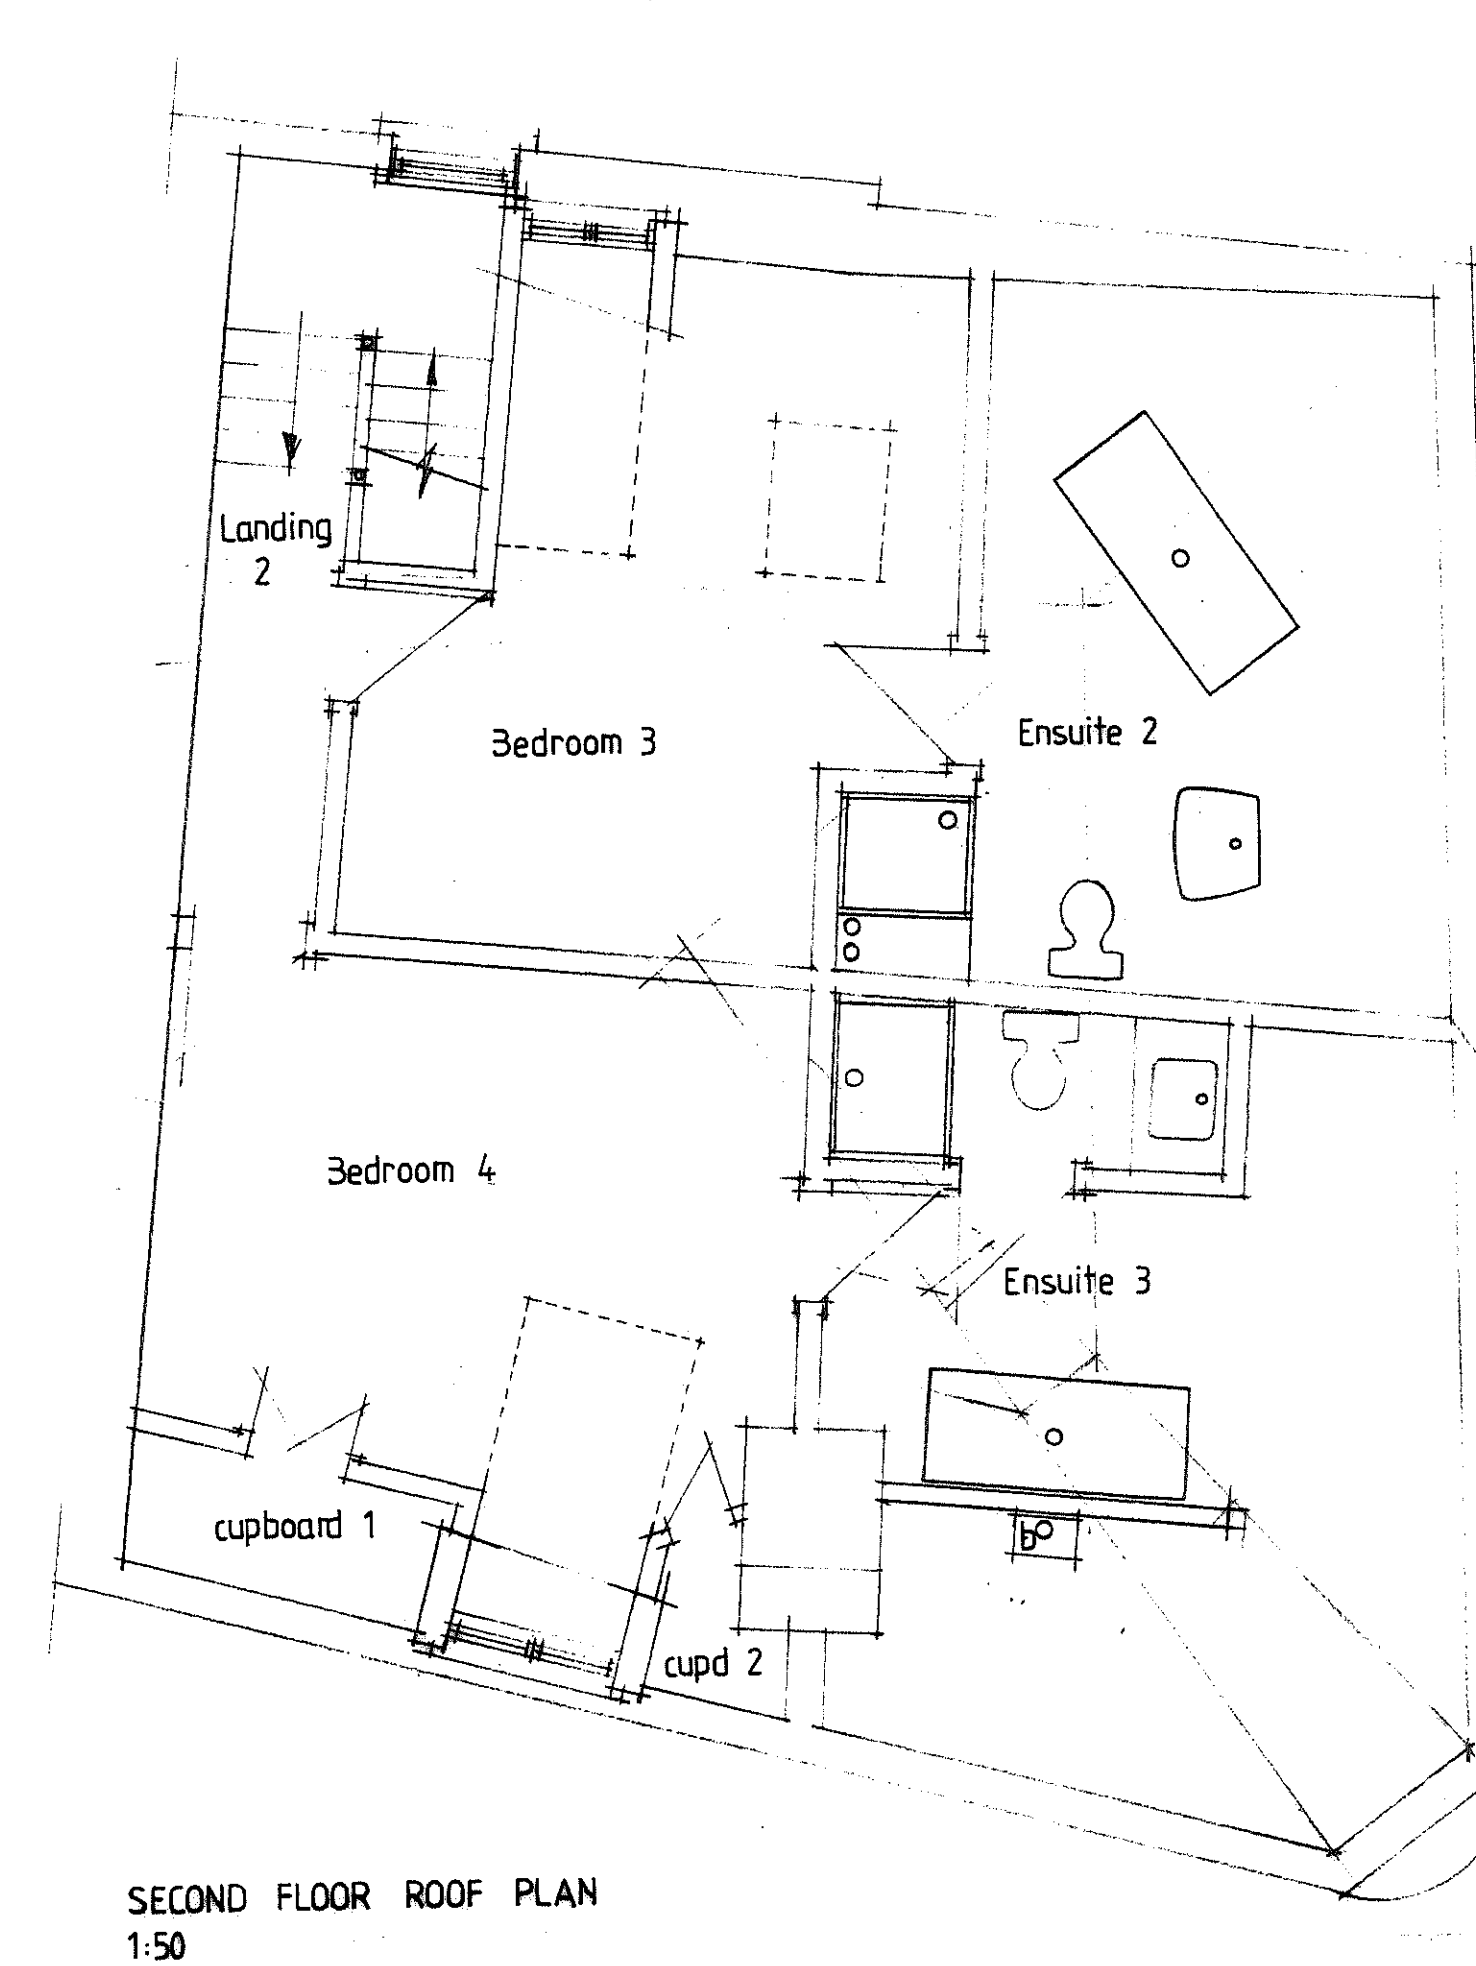 Landing
2
Bedroom 3
Ensuite 2
Bedroom 4
Ensuite 3
cupboard 1
b
cupd 2
SECOND FLOOR ROOF PLAN
1:50